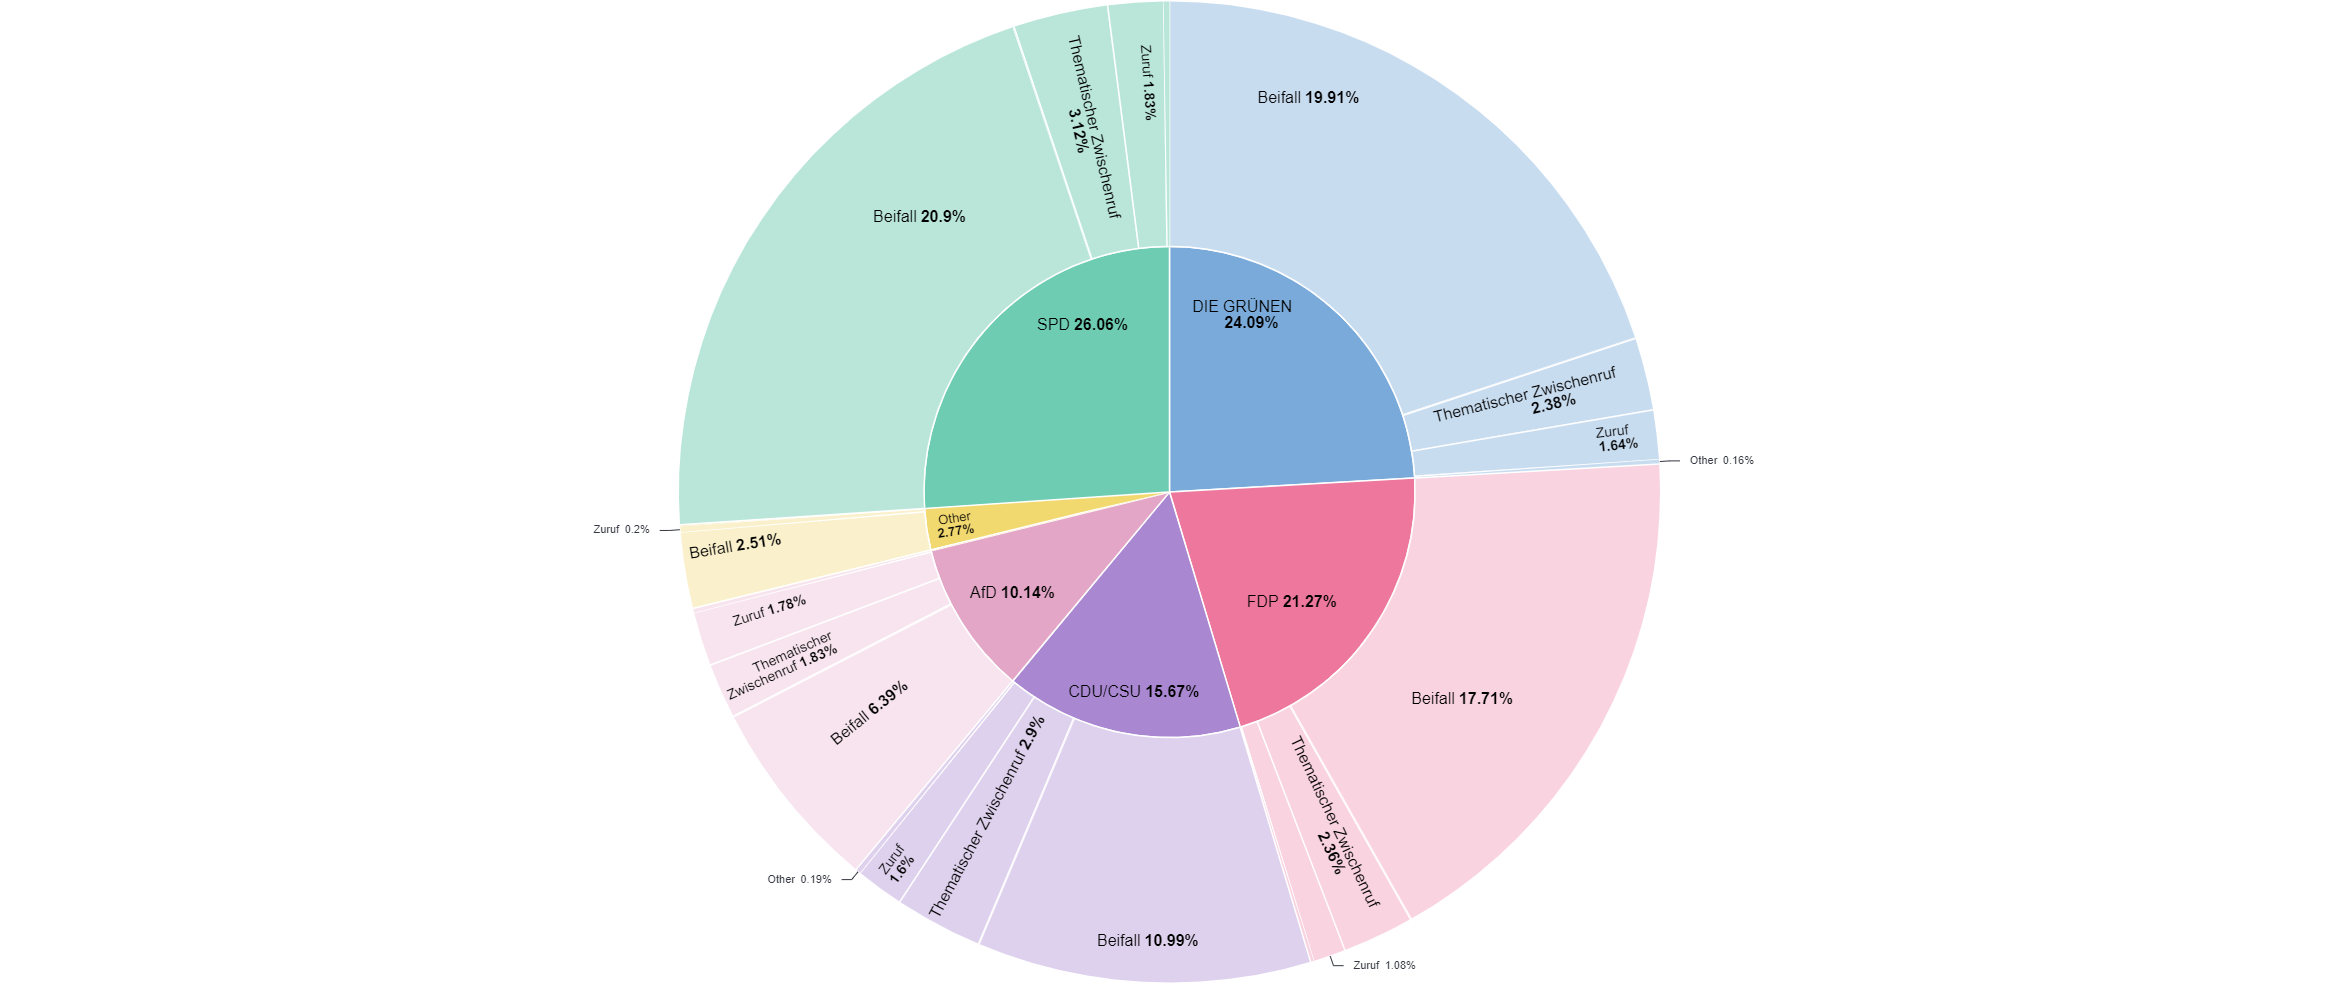 Beifall 19.91%
Thematischer Zwischenruf
2.38%
Zuruf
1.64%
Other 0.16%
DIE GRÜNEN
24.09%
FDP 21.27%
Beifall 17.71%
Thematischer Zwischenruf
2.36%
Zuruf 1.08%
CDU/CSU 15.67%
Beifall 10.99%
Thematischer Zwischenruf 2.9%
Zuruf
1.6%
Other 0.19%
AfD 10.14%
Beifall 6.39%
Thematischer
Zwischenruf 1.83%
Zuruf 1.78%
Other
2.77%
Beifall 2.51%
Zuruf 0.2%
SPD 26.06%
Beifall 20.9%
Thematischer Zwischenruf
3.12%
Zuruf 1.83%